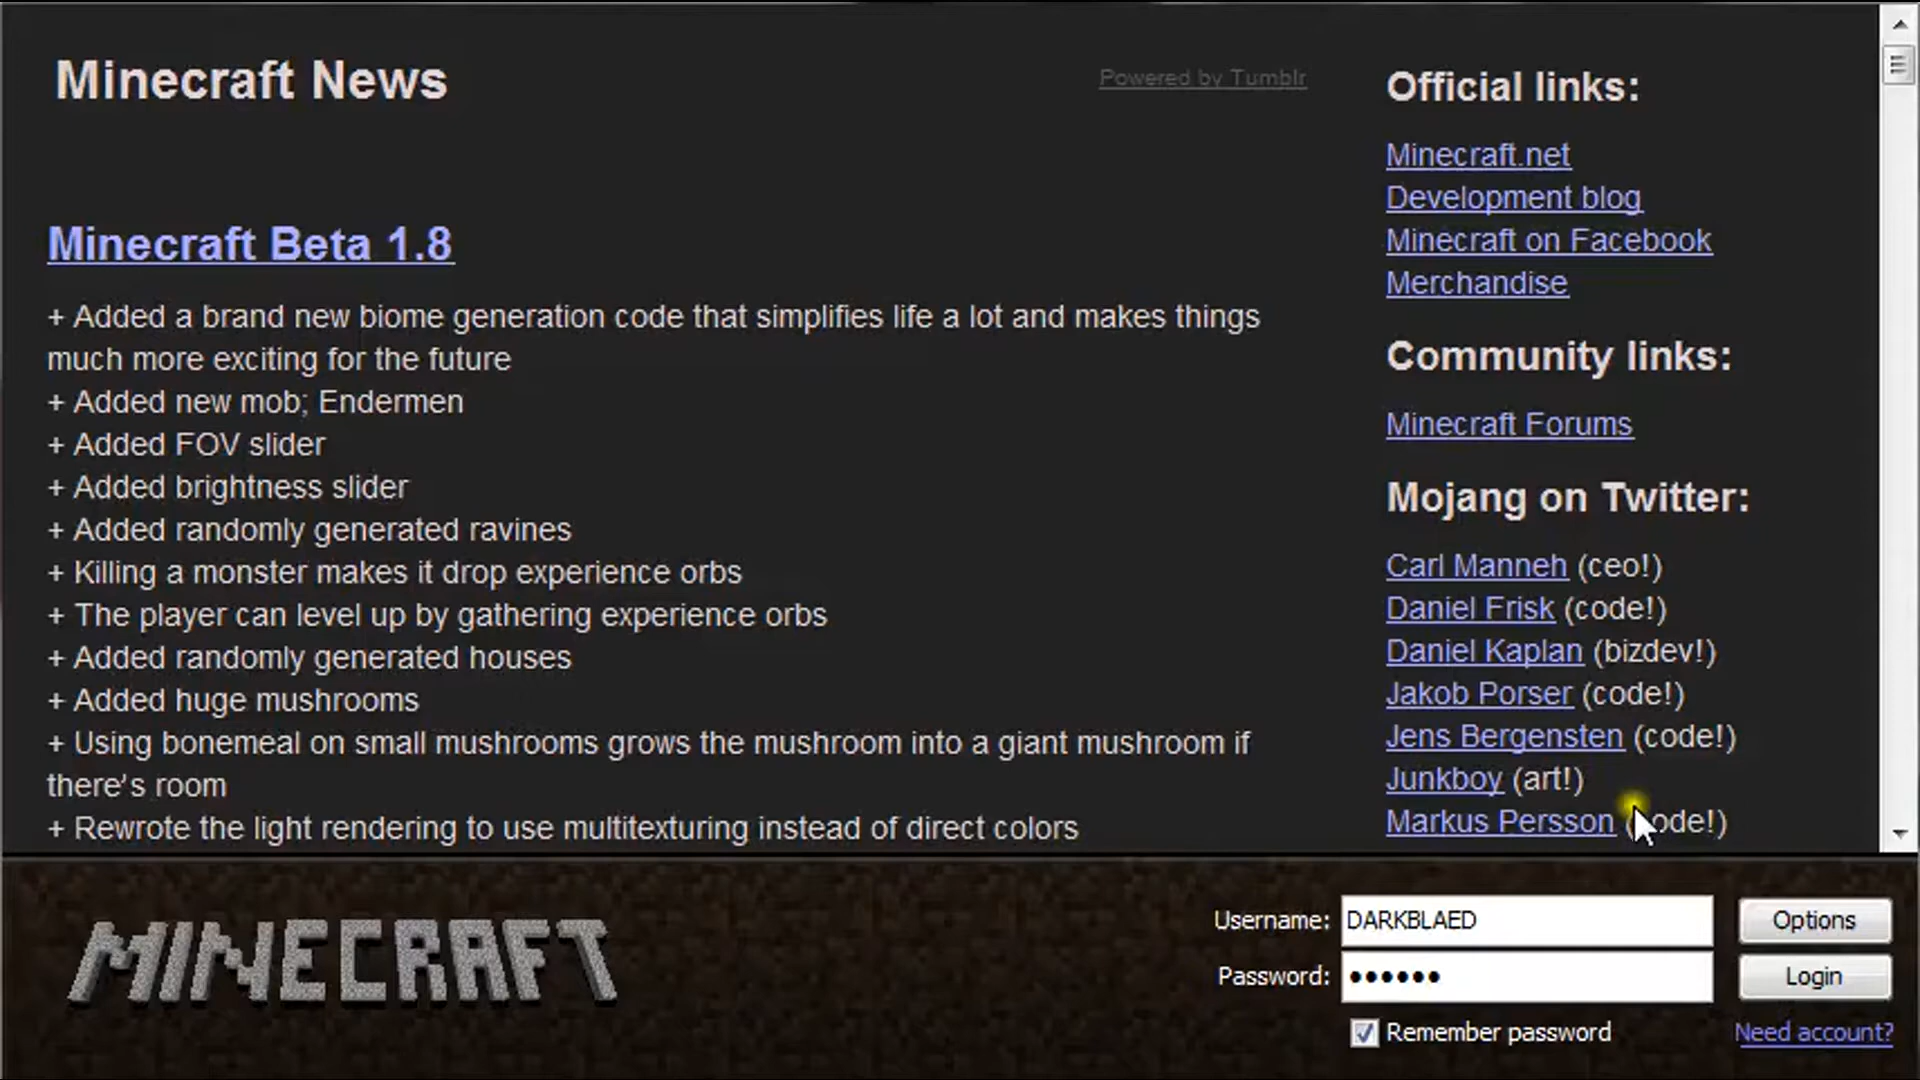 Minecraft News
Powered by Tumblr
Minecraft Beta 1.8
+ Added a brand new biome generation code that simplifies life a lot and makes things
much more exciting for the future
+ Added new mob; Endermen
+ Added FOV slider
+ Added brightness slider
+ Added randomly generated ravines
+ Killing a monster makes it drop experience orbs
+ The player can level up by gathering experience orbs
+ Added randomly generated houses
+ Added huge mushrooms
+ Using bonemeal on small mushrooms grows the mushroom into a giant mushroom if
there's room
+ Rewrote the light rendering to use multitexturing instead of direct colors
Official links:
Minecraft.net
Development blog
Minecraft on Facebook
Merchandise
Community links:
Minecraft Forums
Mojang on Twitter:
Carl Manneh (ceo!)
Daniel Frisk (code!)
Daniel Kaplan (bizdev!)
Jakob Porser (code!)
Jens Bergensten (code!)
Junkboy (art!)
Markus Persson (code!)
MINECRAFT
Username: DARKBLAED
Options
Password: ●●●●●●
Login
Remember password
Need account?